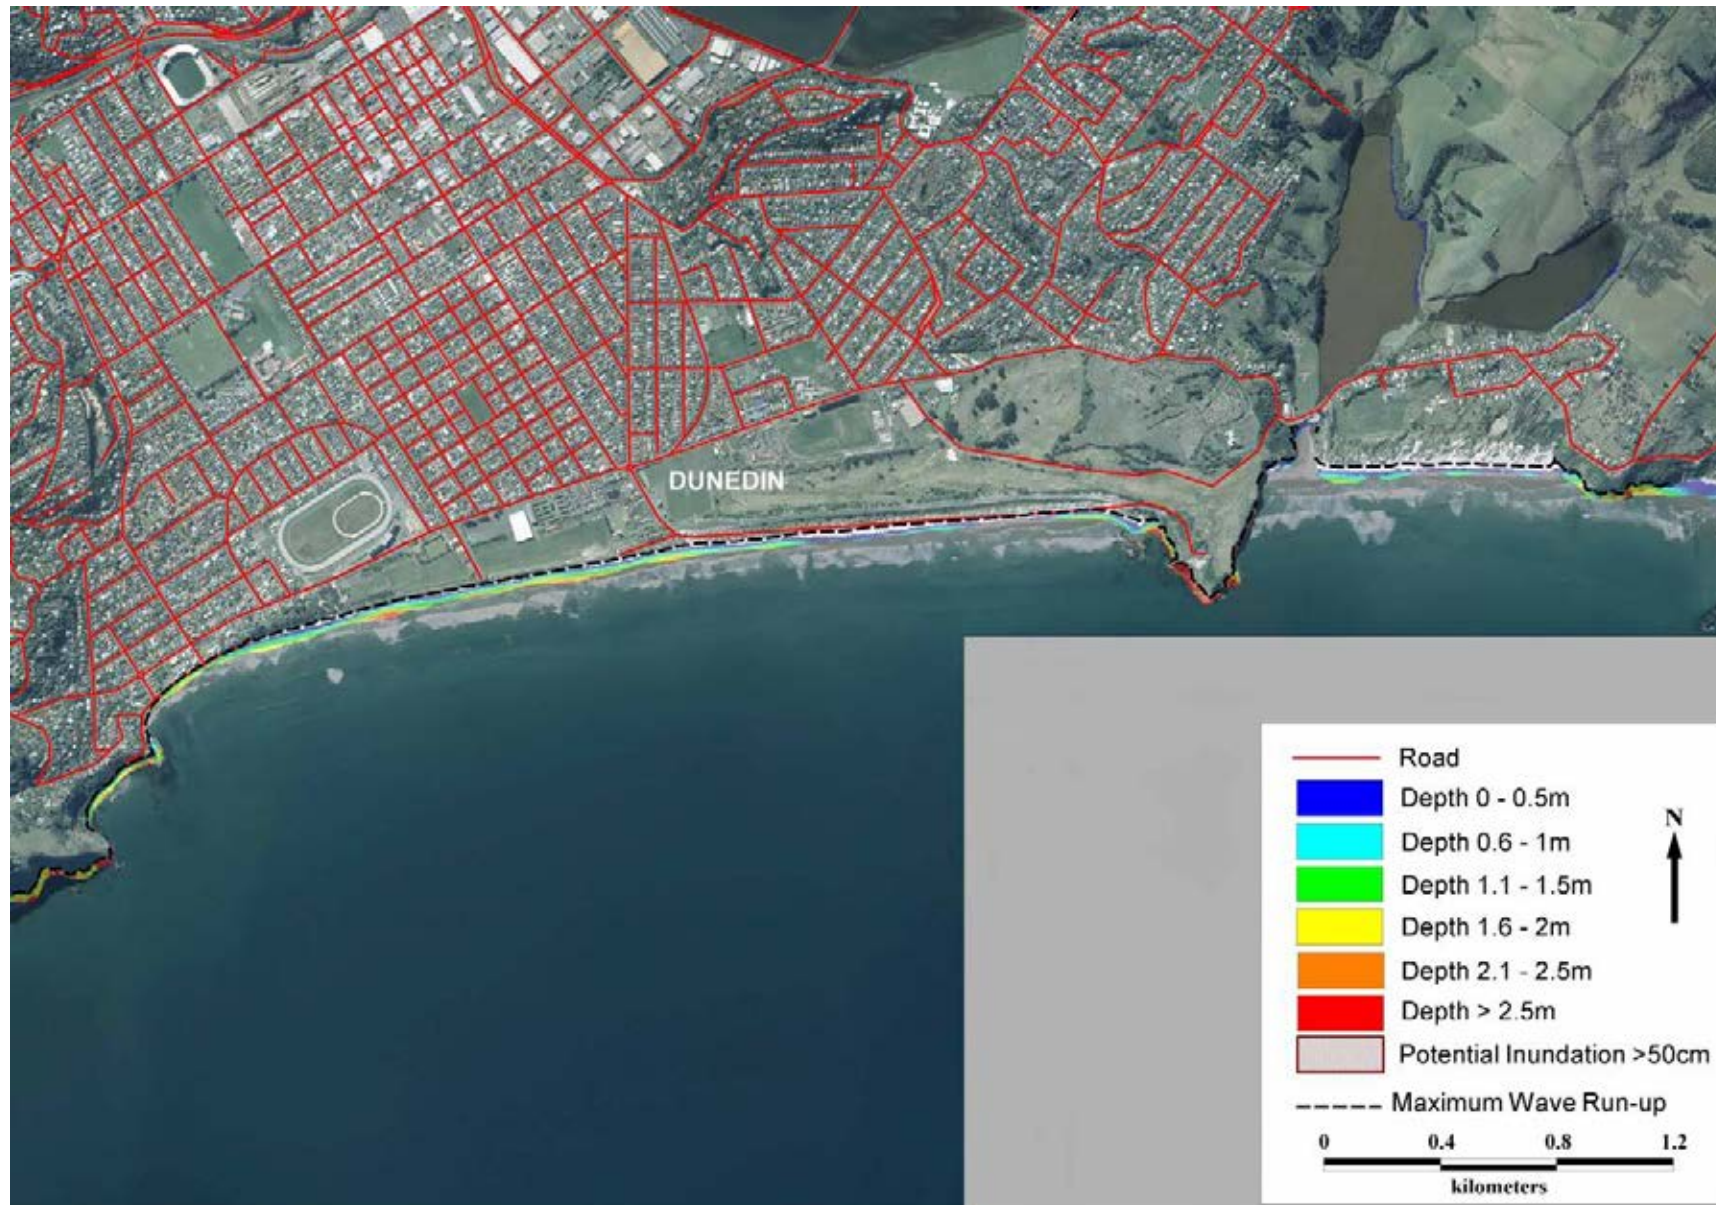 DUNEDIN
Road
Depth 0 - 0.5m
Depth 0.6 - 1m
Depth 1.1 - 1.5m
Depth 1.6 - 2m
Depth 2.1 - 2.5m
Depth > 2.5m
Potential Inundation >50cm
Maximum Wave Run-up
N
0 0.4 0.8 1.2
kilometers